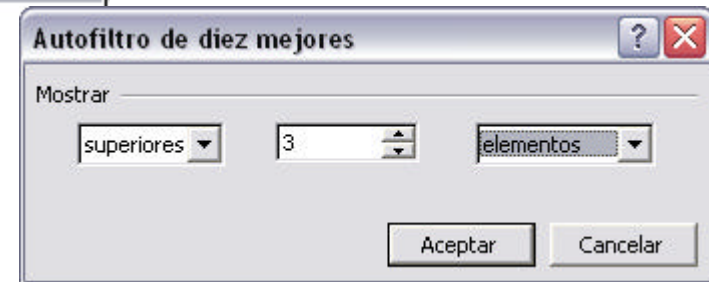 Autofiltro de diez mejores ?
Mostrar
superiores 3 elementos
Aceptar Cancelar